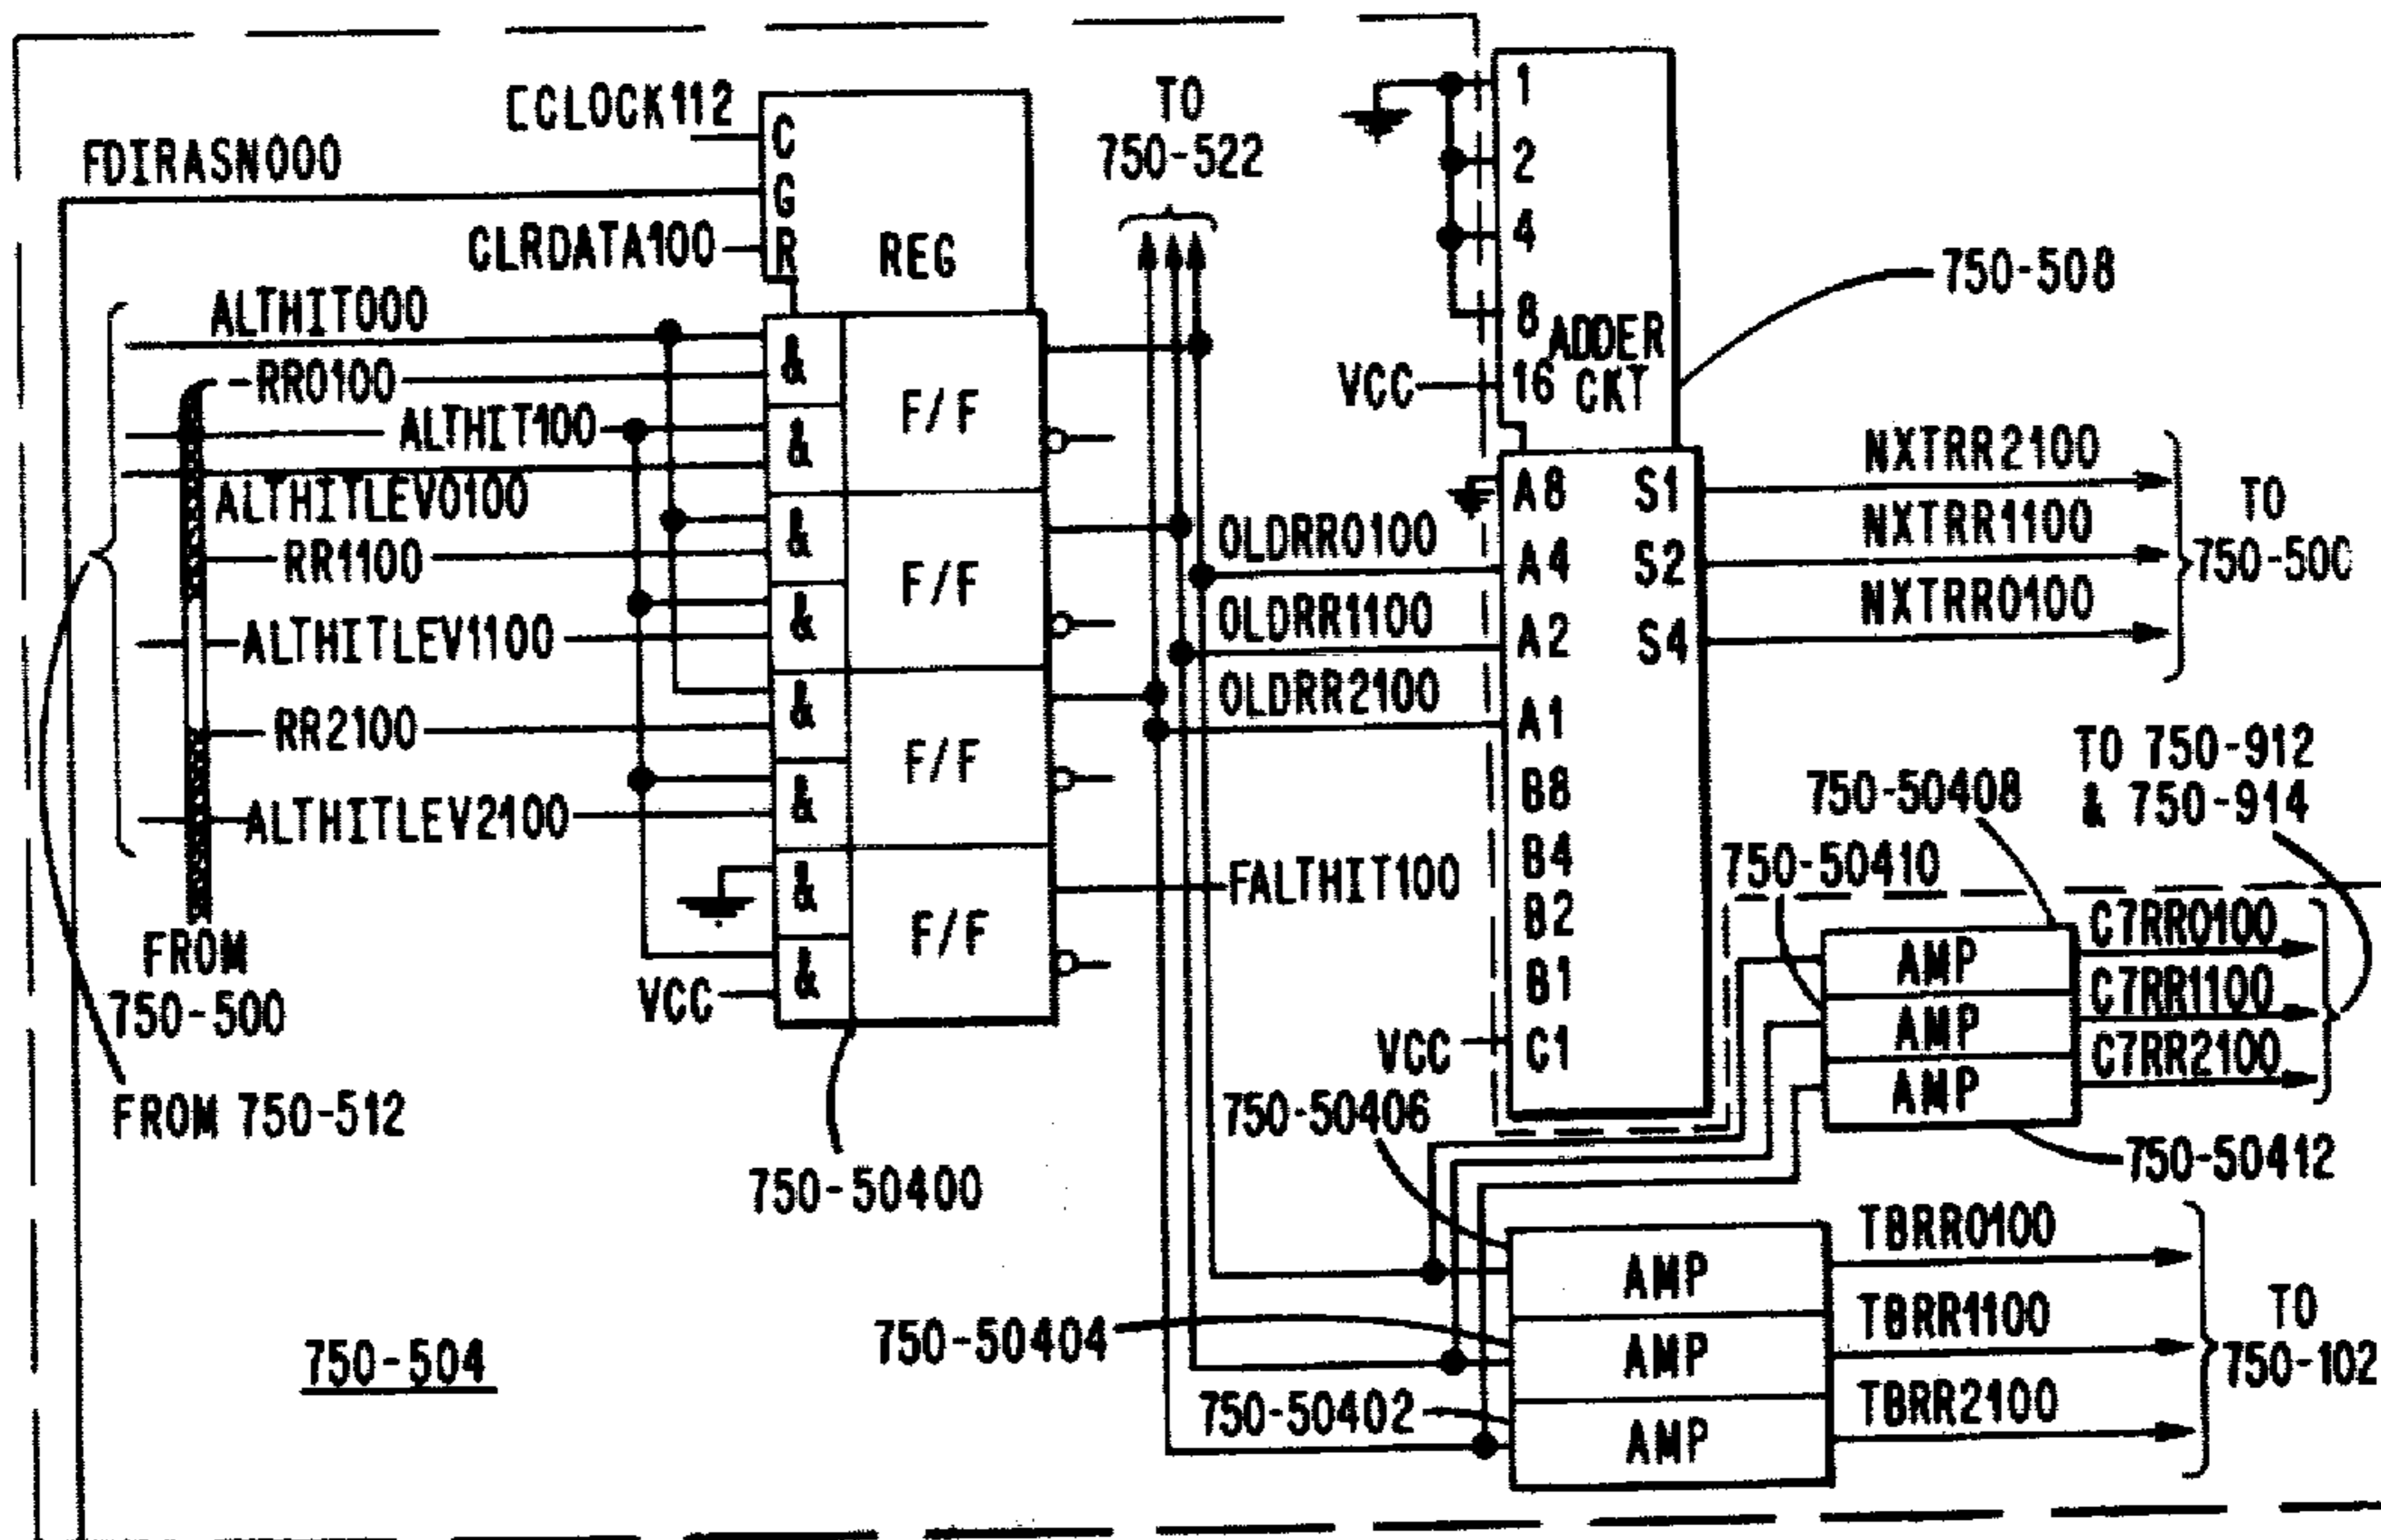 [CLOCK112
FDIRASN000
CLRDATA100
C
G
R
REG
TO
750-522
1
2
4
8
16
ADDER
CKT
VCC
750-508
ALTHIT000
-RR0100
ALTHIT100
ALTHITLEV0100
RR1100
ALTHITLEV1100
RR2100
ALTHITLEV2100
&
&
&
&
&
&
&
&
F/F
F/F
F/F
F/F
VCC
FROM
750-500
FROM 750-512
750-50400
FALTHIT100
OLDRR0100
OLDRR1100
OLDRR2100
A8
A4
A2
A1
B8
B4
B2
B1
C1
S1
S2
S4
VCC
NXTRR2100
NXTRR1100
NXTRR0100
TO
750-500
TO 750-912
& 750-914
750-50408
750-50410
AMP
AMP
AMP
C7RR0100
C7RR1100
C7RR2100
750-50412
750-50406
750-50404
750-50402
AMP
AMP
AMP
TBRR0100
TBRR1100
TBRR2100
TO
750-102
750-504